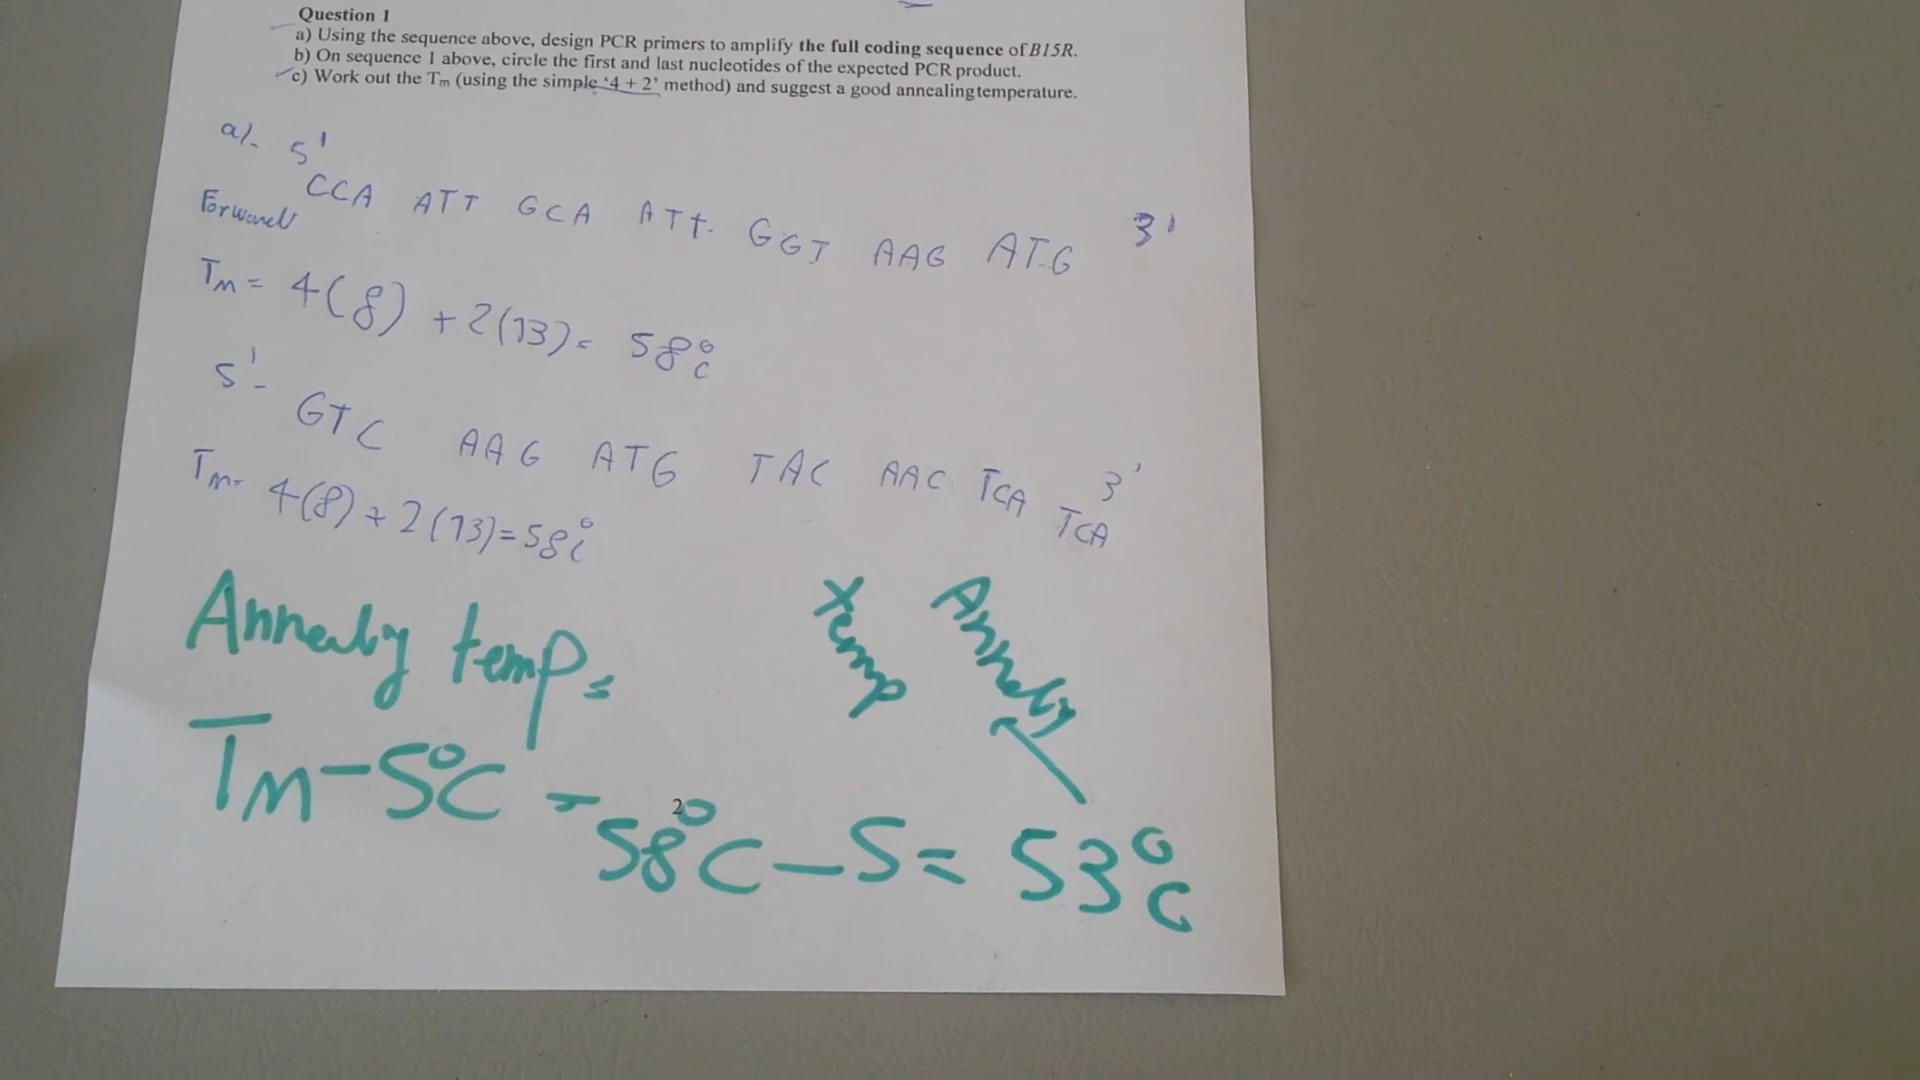 Question 1
a) Using the sequence above, design PCR primers to amplify the full coding sequence of B15R.
b) On sequence 1 above, circle the first and last nucleotides of the expected PCR product.
c) Work out the Tm (using the simple '4 + 2' method) and suggest a good annealing temperature.
a).
5'
CCA ATT GCA ATT GGT AAG ATG 3'
Forward
Tm = 4(8) + 2(13) = 58°C
5'-
GTC AAG ATG TAC AAC TCA TCA 3'
Tm= 4(8) + 2(13) = 58°C
temp =
temp
Tm-5°C = 58°C - 5 = 53°C
2